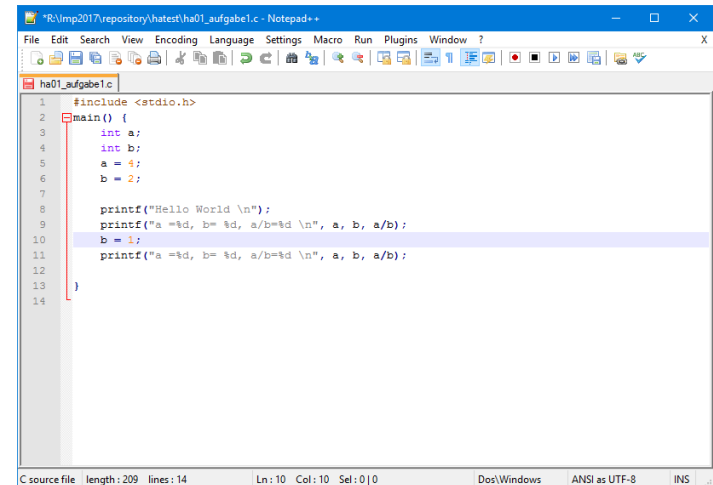 *R:\Imp2017\repository\hatest\ha01_aufgabe1.c - Notepad++
File Edit Search View Encoding Language Settings Macro Run Plugins Window ? X
ha01_aufgabe1.c
1 #include <stdio.h>
2 main() {
3 int a;
4 int b;
5 a = 4;
6 b = 2;
7
8 printf("Hello World \n");
9 printf("a =%d, b= %d, a/b=%d \n", a, b, a/b);
10 b = 1;
11 printf("a =%d, b= %d, a/b=%d \n", a, b, a/b);
12
13 }
14
C source file length : 209 lines : 14 Ln : 10 Col : 10 Sel : 0 | 0 Dos\Windows ANSI as UTF-8 INS